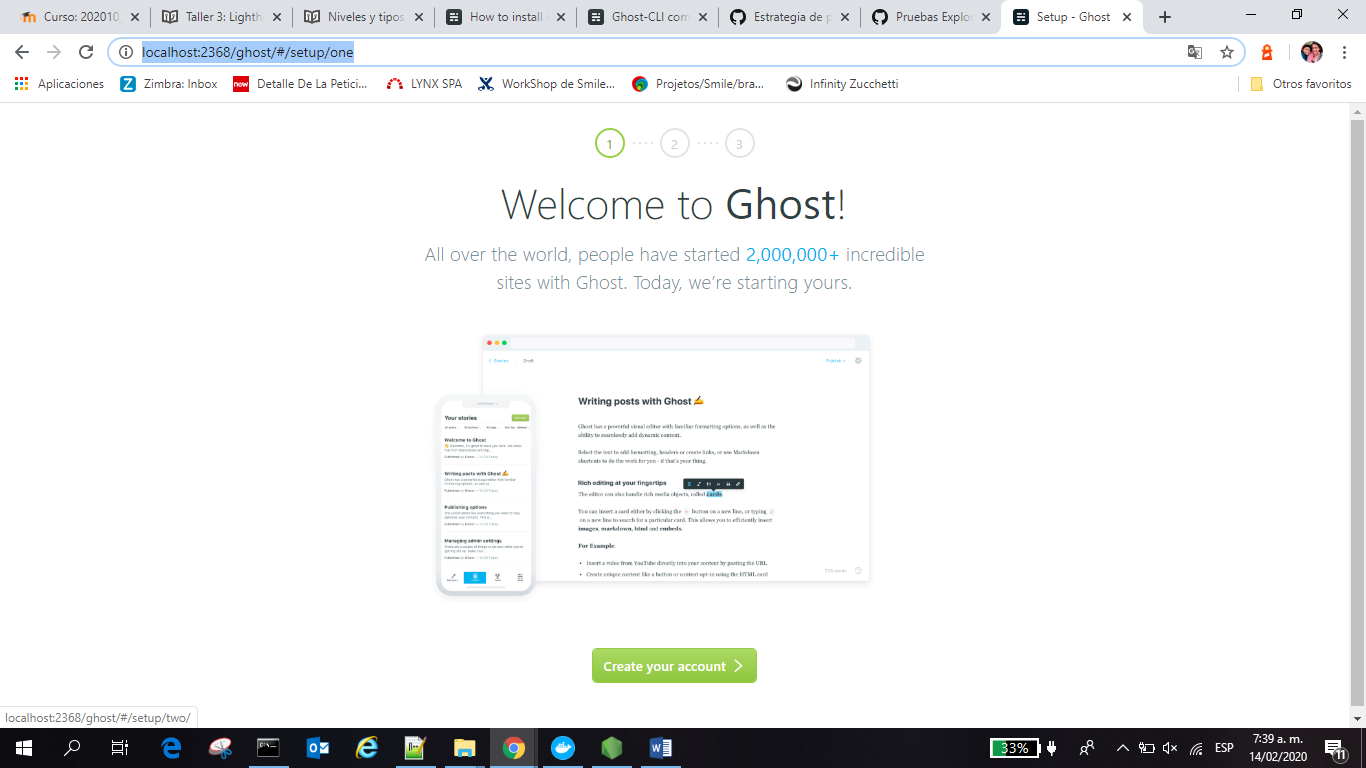 Curso: 202010_
Taller 3: Lighth
Niveles y tipos
How to install
Ghost-CLI com
Estrategia de p
Pruebas Explor
Setup - Ghost
localhost:2368/ghost/#/setup/one
Aplicaciones
Zimbra: Inbox
now
Detalle De La Petici...
LYNX SPA
WorkShop de Smile...
Projetos/Smile/bra...
Infinity Zucchetti
Otros favoritos
1
2
3
Welcome to Ghost!
All over the world, people have started 2,000,000+ incredible
sites with Ghost. Today, we're starting yours.
Stories
Draft
Publish
Writing posts with Ghost ✍
Ghost has a powerful visual editor with familiar formatting options, as well as the
ability to seamlessly add dynamic content.
Select the text to add formatting, headers or create links, or use Markdown
shortcuts to do the work for you - if that's your thing.
Rich editing at your fingertips
The editor can also handle rich media objects, called cards.
You can insert a card either by clicking the + button on a new line, or typing /
on a new line to search for a particular card. This allows you to efficiently insert
images, markdown, html and embeds.
For Example:
• Insert a video from YouTube directly into your content by pasting the URL
• Create unique content like a button or content opt-in using the HTML card
Your stories
Welcome to Ghost
Writing posts with Ghost ✍
Publishing options
Managing admin settings
Create your account
localhost:2368/ghost/#/setup/two/
33%
ESP
7:39 a. m.
14/02/2020
11